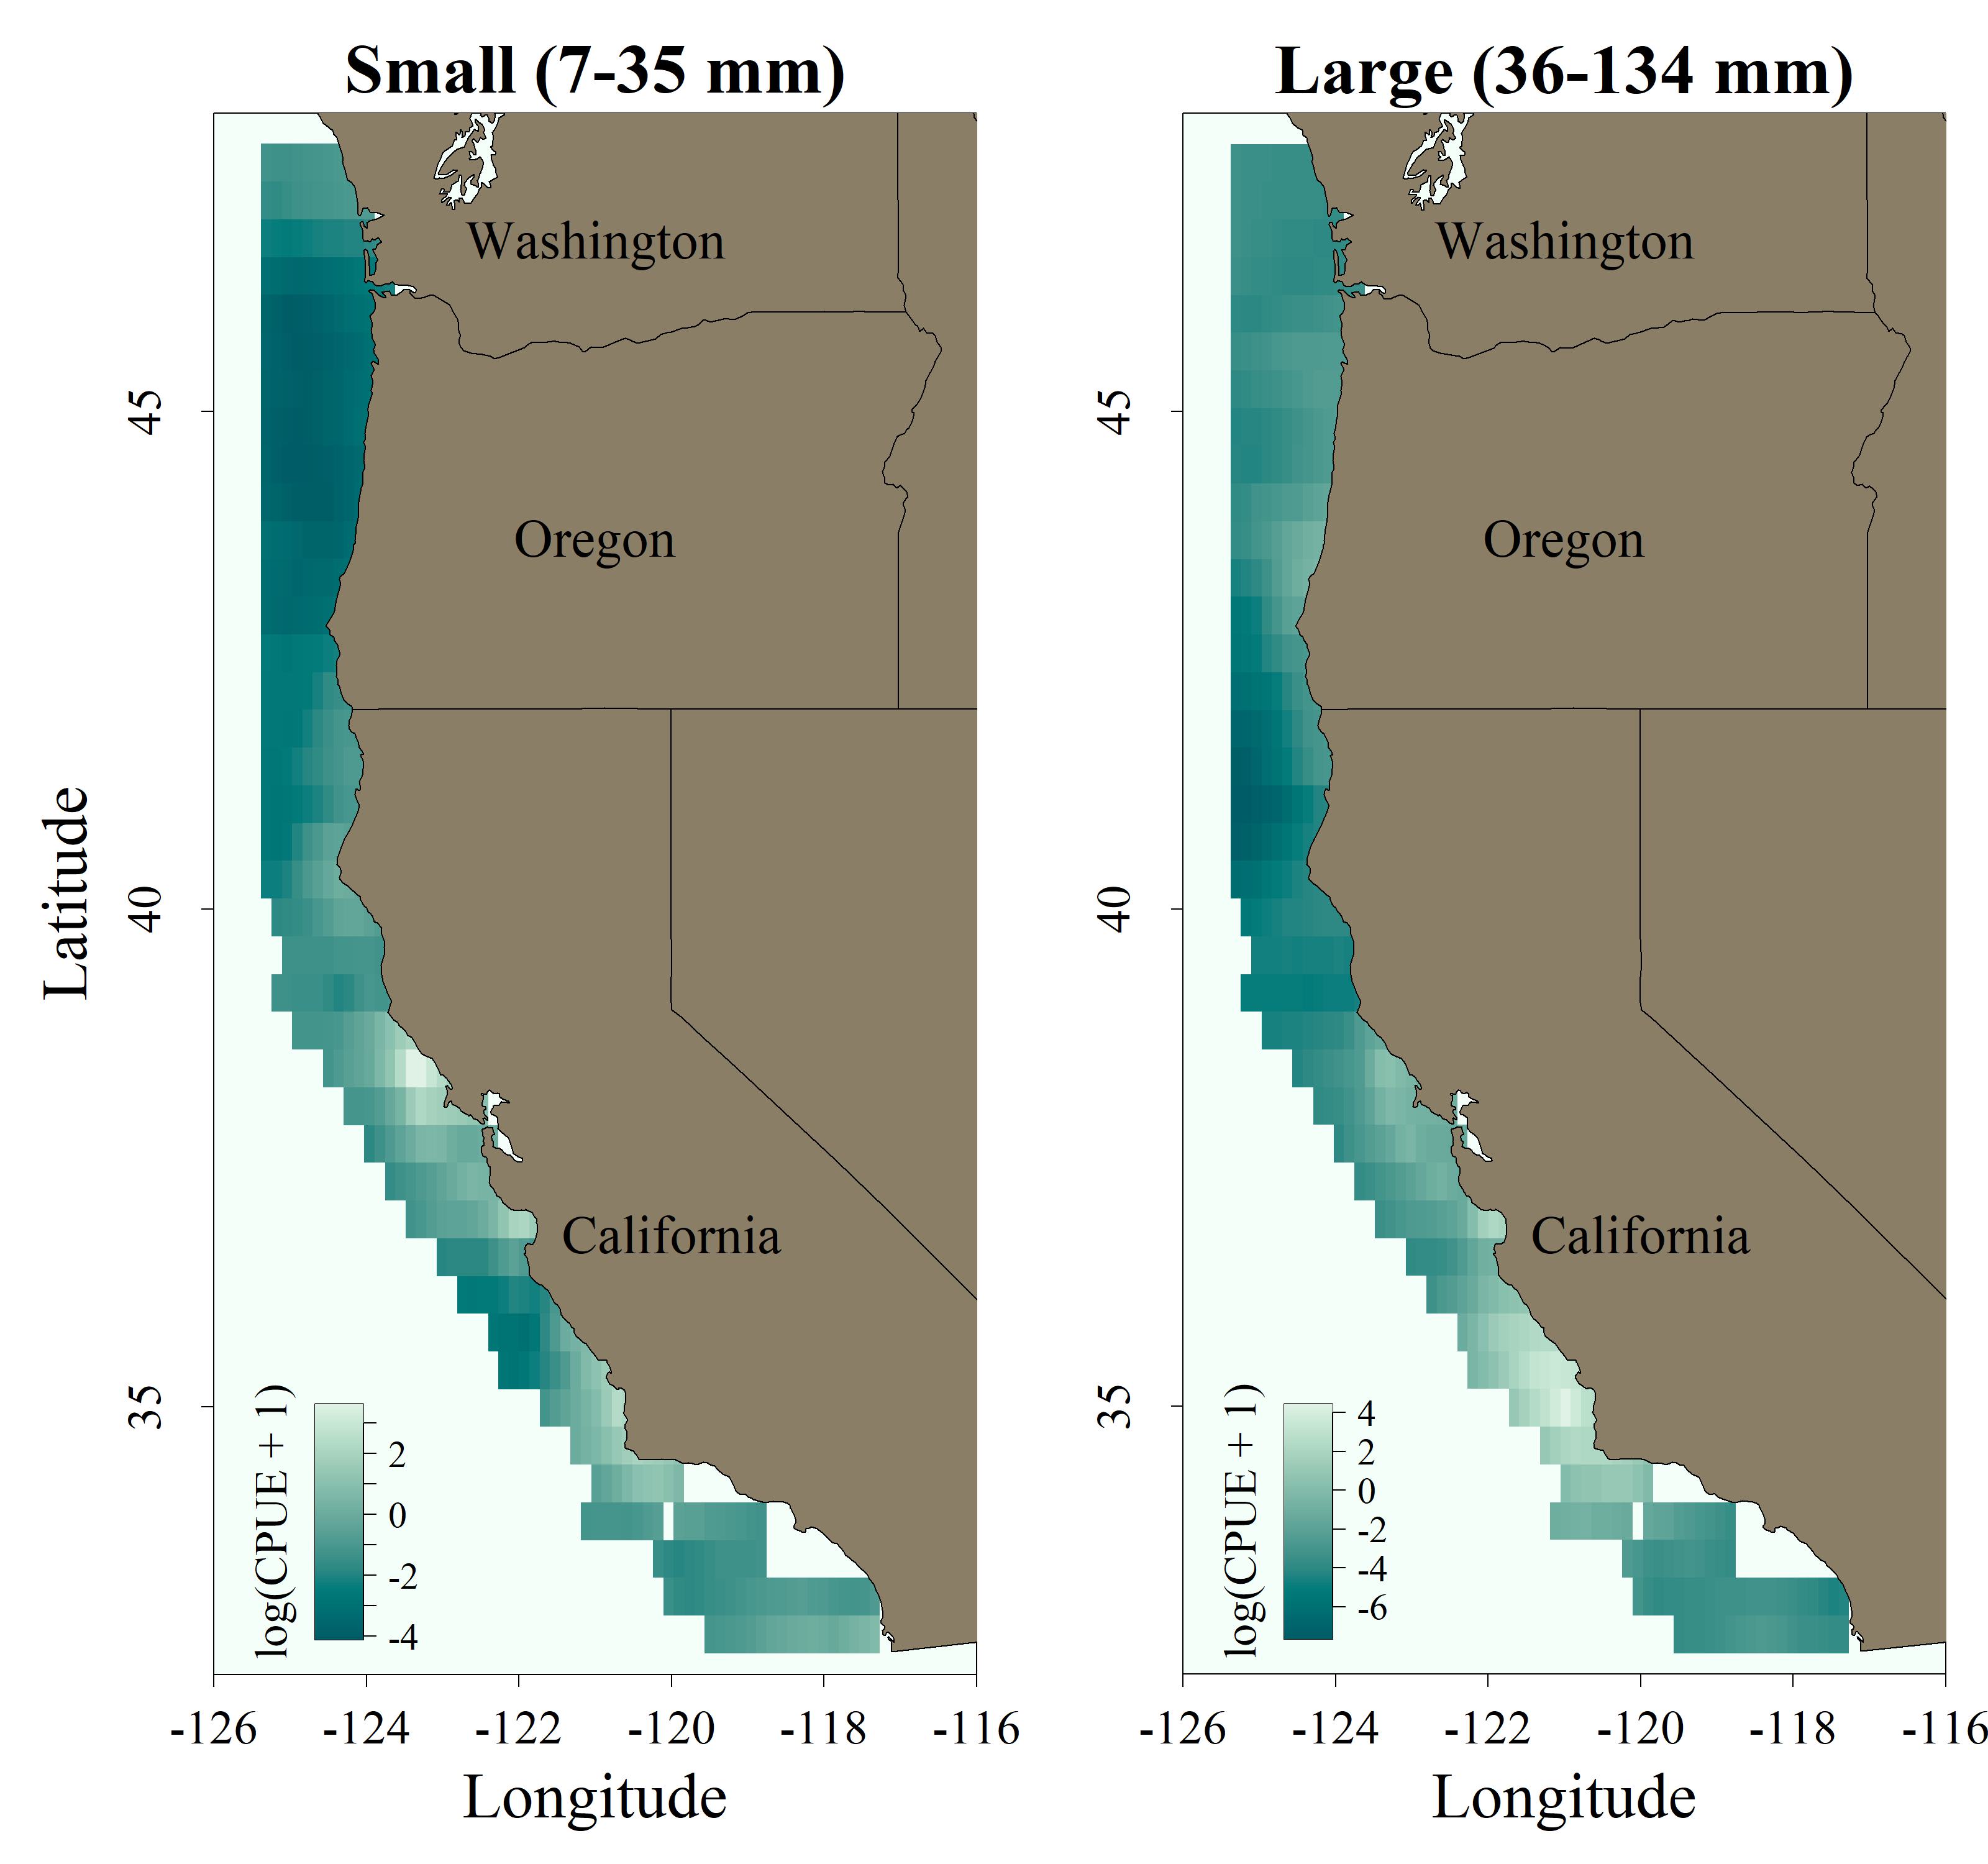 Small (7-35 mm)
Washington
Oregon
California
Latitude
45
40
35
log(CPUE + 1)
2
0
-2
-4
-126 -124 -122 -120 -118 -116
Longitude
Large (36-134 mm)
Washington
Oregon
California
45
40
35
log(CPUE + 1)
4
2
0
-2
-4
-6
-126 -124 -122 -120 -118 -116
Longitude